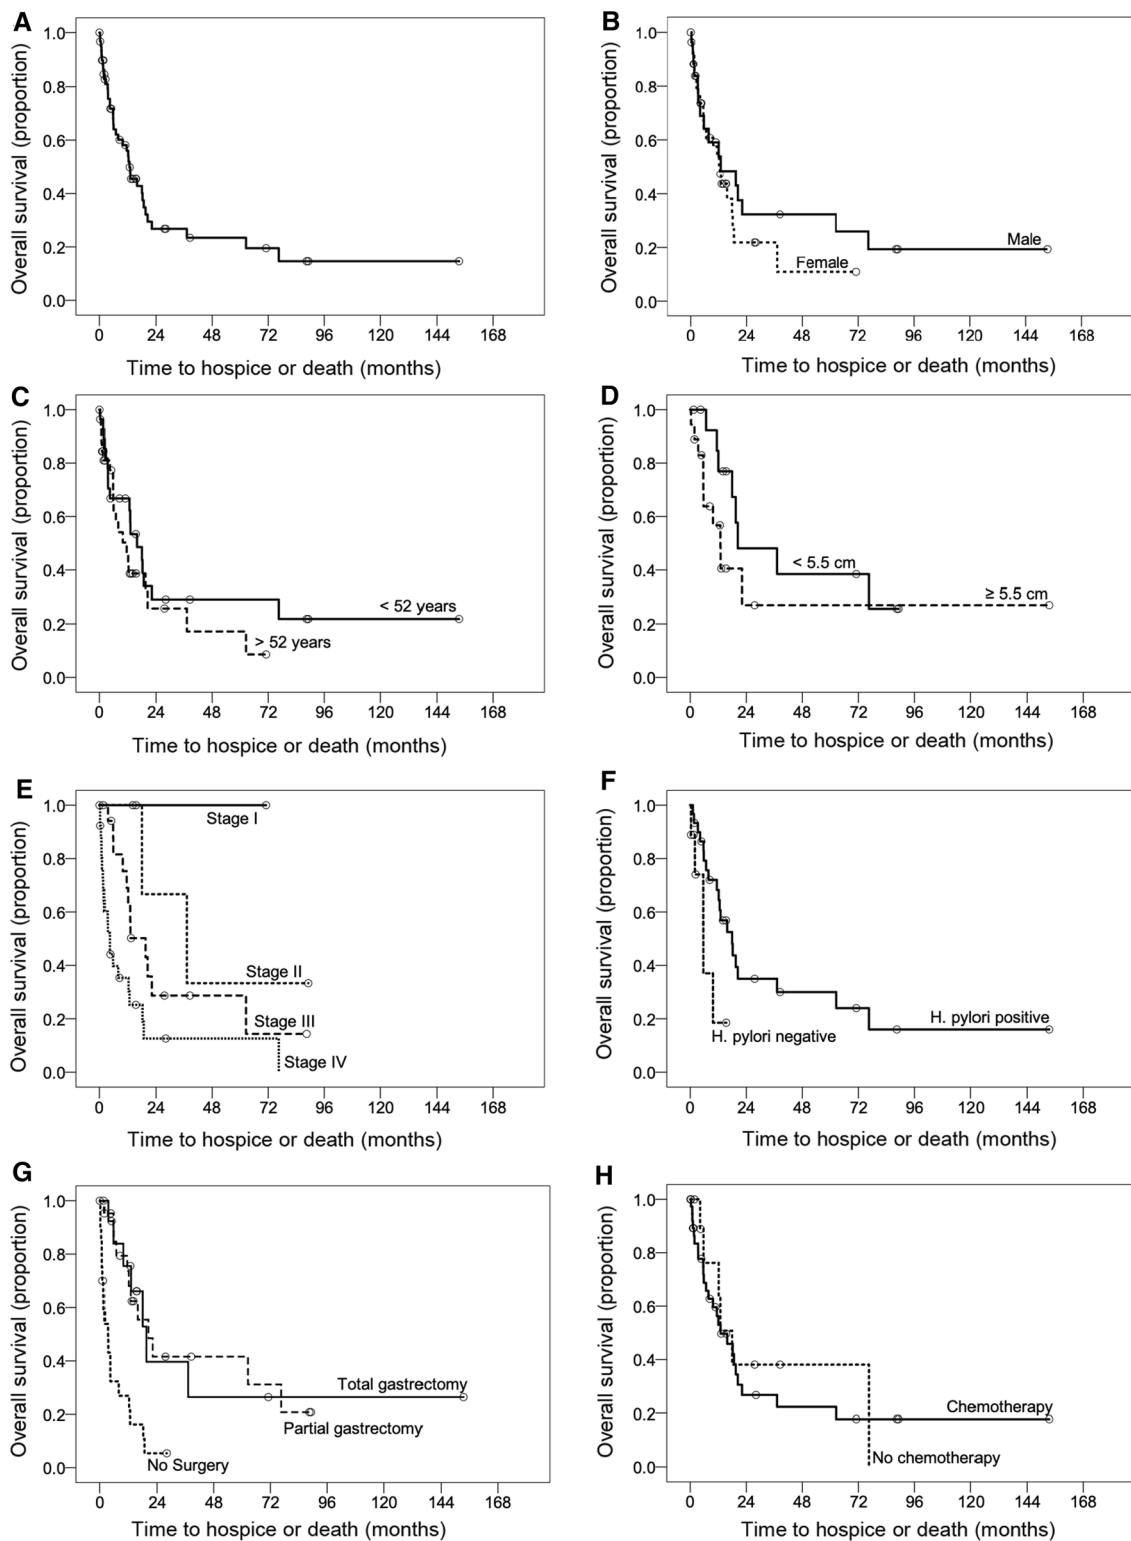 A
Overall survival (proportion)
1.0
0.8
0.6
0.4
0.2
0.0
0 24 48 72 96 120 144 168
Time to hospice or death (months)
B
Overall survival (proportion)
1.0
0.8
0.6
0.4
0.2
0.0
Male
Female
0 24 48 72 96 120 144 168
Time to hospice or death (months)
C
Overall survival (proportion)
1.0
0.8
0.6
0.4
0.2
0.0
< 52 years
> 52 years
0 24 48 72 96 120 144 168
Time to hospice or death (months)
D
Overall survival (proportion)
1.0
0.8
0.6
0.4
0.2
0.0
< 5.5 cm
≥ 5.5 cm
0 24 48 72 96 120 144 168
Time to hospice or death (months)
E
Overall survival (proportion)
1.0
0.8
0.6
0.4
0.2
0.0
Stage I
Stage II
Stage III
Stage IV
0 24 48 72 96 120 144 168
Time to hospice or death (months)
F
Overall survival (proportion)
1.0
0.8
0.6
0.4
0.2
0.0
H. pylori positive
H. pylori negative
0 24 48 72 96 120 144 168
Time to hospice or death (months)
G
Overall survival (proportion)
1.0
0.8
0.6
0.4
0.2
0.0
Total gastrectomy
Partial gastrectomy
No Surgery
0 24 48 72 96 120 144 168
Time to hospice or death (months)
H
Overall survival (proportion)
1.0
0.8
0.6
0.4
0.2
0.0
Chemotherapy
No chemotherapy
0 24 48 72 96 120 144 168
Time to hospice or death (months)